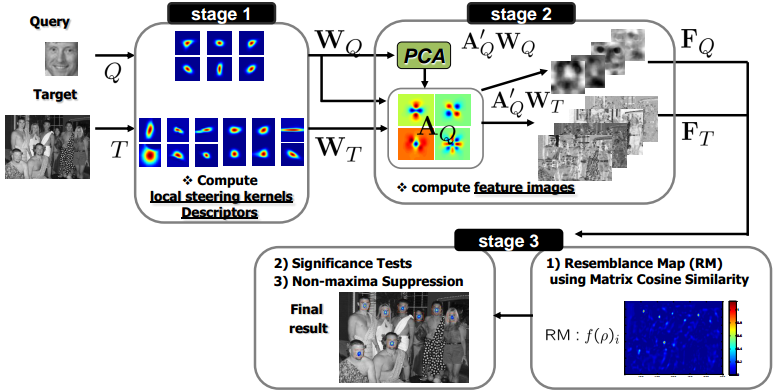 stage 1
stage 2
Query
Q
Target
T
W_Q
W_T
❖ Compute
local steering kernels
Descriptors
PCA
A'_Q W_Q
A_Q
A'_Q W_T
❖ compute feature images
F_Q
F_T
stage 3
2) Significance Tests
3) Non-maxima Suppression
Final
result
1) Resemblance Map (RM)
using Matrix Cosine Similarity
RM : f(ρ)_i